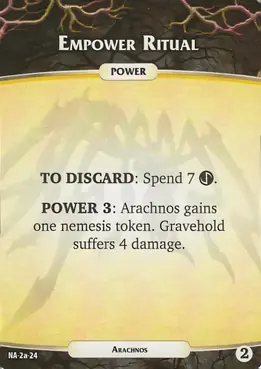 EMPOWER RITUAL
POWER
TO DISCARD: Spend 7 .
POWER 3: Arachnos gains
one nemesis token. Gravehold
suffers 4 damage.
ARACHNOS
NA-2a-24
2